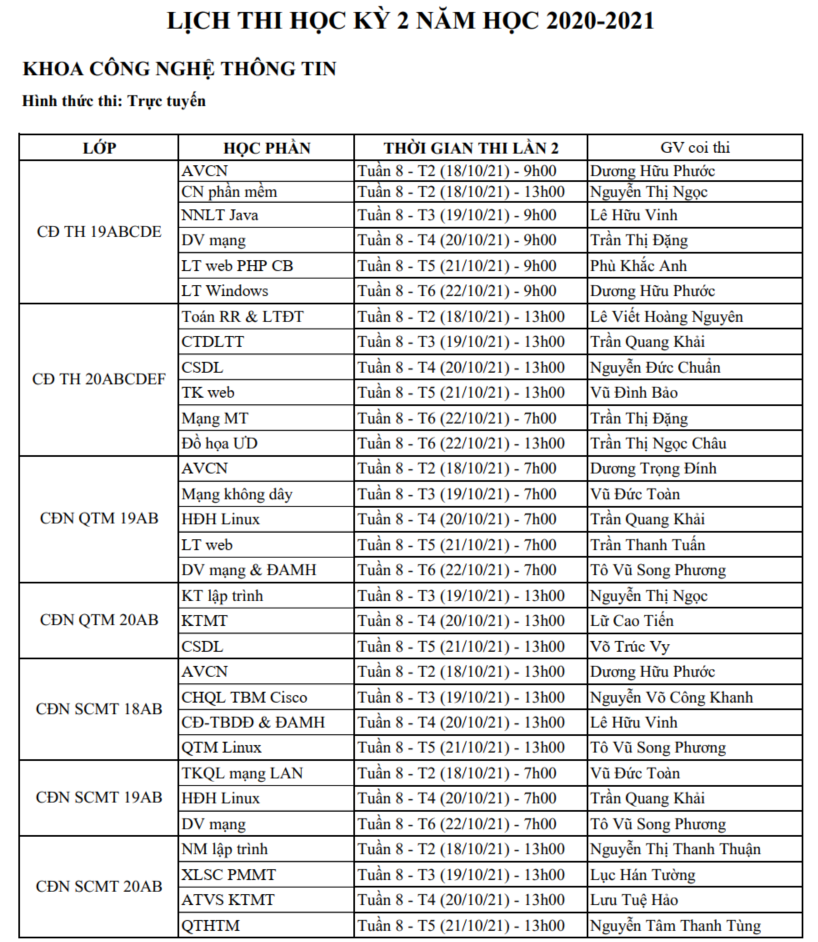 LỊCH THI HỌC KỲ 2 NĂM HỌC 2020-2021
KHOA CÔNG NGHỆ THÔNG TIN
Hình thức thi: Trực tuyến
LỚP HỌC PHẦN THỜI GIAN THI LẦN 2 GV coi thi
CĐ TH 19ABCDE
AVCN Tuần 8 - T2 (18/10/21) - 9h00 Dương Hữu Phước
CN phần mềm Tuần 8 - T2 (18/10/21) - 13h00 Nguyễn Thị Ngọc
NNLT Java Tuần 8 - T3 (19/10/21) - 9h00 Lê Hữu Vinh
DV mạng Tuần 8 - T4 (20/10/21) - 9h00 Trần Thị Đặng
LT web PHP CB Tuần 8 - T5 (21/10/21) - 9h00 Phù Khắc Anh
LT Windows Tuần 8 - T6 (22/10/21) - 9h00 Dương Hữu Phước
CĐ TH 20ABCDEF
Toán RR & LTĐT Tuần 8 - T2 (18/10/21) - 13h00 Lê Viết Hoàng Nguyên
CTDLTT Tuần 8 - T3 (19/10/21) - 13h00 Trần Quang Khải
CSDL Tuần 8 - T4 (20/10/21) - 13h00 Nguyễn Đức Chuẩn
TK web Tuần 8 - T5 (21/10/21) - 13h00 Vũ Đình Bảo
Mạng MT Tuần 8 - T6 (22/10/21) - 7h00 Trần Thị Đặng
Đồ họa ƯD Tuần 8 - T6 (22/10/21) - 13h00 Trần Thị Ngọc Châu
CĐN QTM 19AB
AVCN Tuần 8 - T2 (18/10/21) - 7h00 Dương Trọng Đính
Mạng không dây Tuần 8 - T3 (19/10/21) - 7h00 Vũ Đức Toàn
HĐH Linux Tuần 8 - T4 (20/10/21) - 7h00 Trần Quang Khải
LT web Tuần 8 - T5 (21/10/21) - 7h00 Trần Thanh Tuấn
DV mạng & ĐAMH Tuần 8 - T6 (22/10/21) - 7h00 Tô Vũ Song Phương
CĐN QTM 20AB
KT lập trình Tuần 8 - T3 (19/10/21) - 13h00 Nguyễn Thị Ngọc
KTMT Tuần 8 - T4 (20/10/21) - 13h00 Lữ Cao Tiến
CSDL Tuần 8 - T5 (21/10/21) - 13h00 Võ Trúc Vy
CĐN SCMT 18AB
AVCN Tuần 8 - T2 (18/10/21) - 13h00 Dương Hữu Phước
CHQL TBM Cisco Tuần 8 - T3 (19/10/21) - 13h00 Nguyễn Võ Công Khanh
CĐ-TBDĐ & ĐAMH Tuần 8 - T4 (20/10/21) - 13h00 Lê Hữu Vinh
QTM Linux Tuần 8 - T5 (21/10/21) - 13h00 Tô Vũ Song Phương
CĐN SCMT 19AB
TKQL mạng LAN Tuần 8 - T2 (18/10/21) - 7h00 Vũ Đức Toàn
HĐH Linux Tuần 8 - T4 (20/10/21) - 7h00 Trần Quang Khải
DV mạng Tuần 8 - T6 (22/10/21) - 7h00 Tô Vũ Song Phương
CĐN SCMT 20AB
NM lập trình Tuần 8 - T2 (18/10/21) - 13h00 Nguyễn Thị Thanh Thuận
XLSC PMMT Tuần 8 - T3 (19/10/21) - 13h00 Lục Hán Tường
ATVS KTMT Tuần 8 - T4 (20/10/21) - 13h00 Lưu Tuệ Hảo
QTHTM Tuần 8 - T5 (21/10/21) - 13h00 Nguyễn Tâm Thanh Tùng